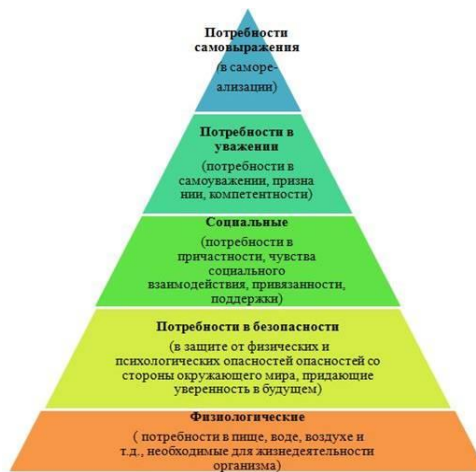 Потребности
самовыражения
(в саморе-
ализации)
Потребности в
уважении
(потребности в
самоуважении, призна
нии, компетентности)
Социальные
(потребности в
причастности, чувства
социального
взаимодействия, привязанности,
поддержки)
Потребности в безопасности
(в защите от физических и
психологических опасностей опасностей со
стороны окружающего мира, придающие
уверенность в будущем)
Физиологические
( потребности в пище, воде, воздухе и
т.д., необходимые для жизнедеятельности
организма)